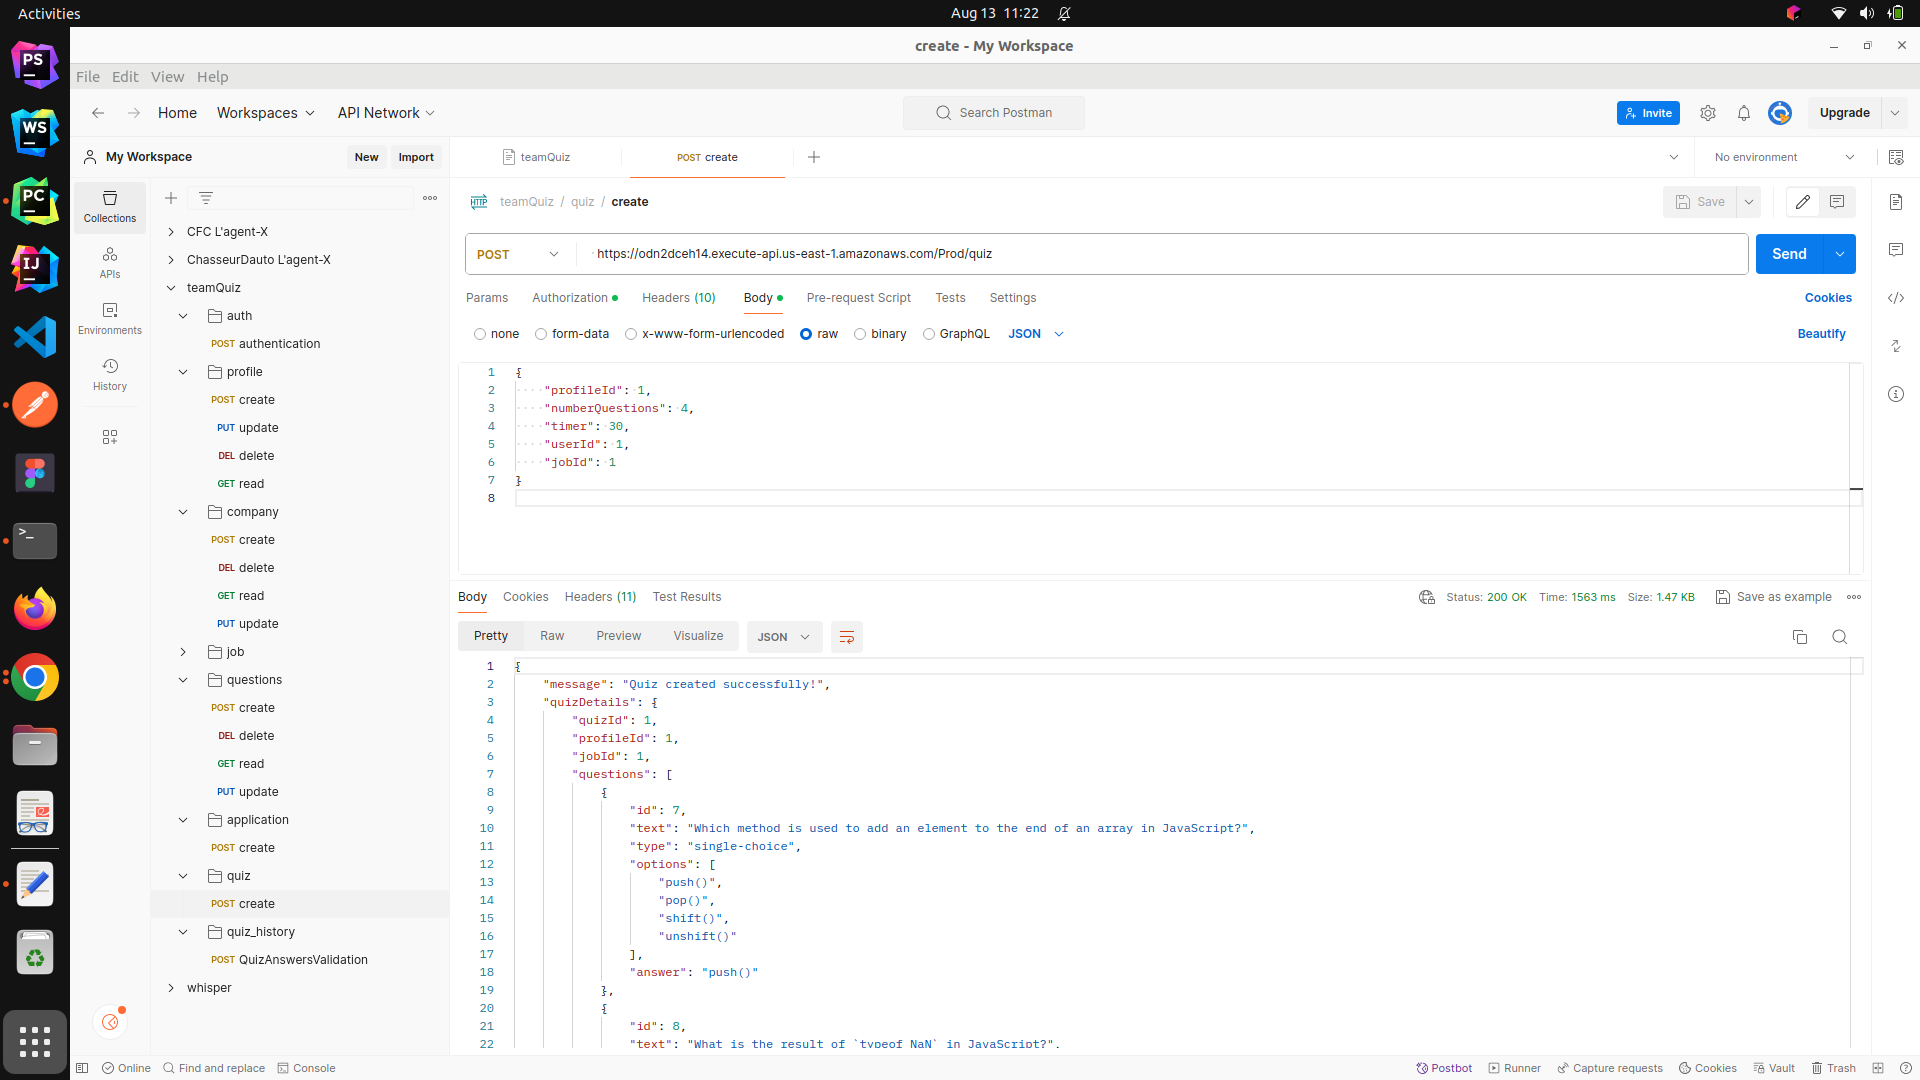 Activities
Aug 13 11:22
create - My Workspace
File Edit View Help
Home Workspaces API Network
Search Postman
Invite
Upgrade
My Workspace
New Import
teamQuiz
POST create
No environment
Collections
APIs
Environments
History
CFC L'agent-X
ChasseurDauto L'agent-X
teamQuiz
auth
POST authentication
profile
POST create
PUT update
DEL delete
GET read
company
POST create
DEL delete
GET read
PUT update
job
questions
POST create
DEL delete
GET read
PUT update
application
POST create
quiz
POST create
quiz_history
POST QuizAnswersValidation
whisper
HTTP teamQuiz / quiz / create
Save
POST https://odn2dceh14.execute-api.us-east-1.amazonaws.com/Prod/quiz
Send
Params Authorization Headers (10) Body Pre-request Script Tests Settings Cookies
none form-data x-www-form-urlencoded raw binary GraphQL JSON Beautify
1 {
2 "profileId": 1,
3 "numberQuestions": 4,
4 "timer": 30,
5 "userId": 1,
6 "jobId": 1
7 }
8
Body Cookies Headers (11) Test Results Status: 200 OK Time: 1563 ms Size: 1.47 KB Save as example
Pretty Raw Preview Visualize JSON
1 {
2 "message": "Quiz created successfully!",
3 "quizDetails": {
4 "quizId": 1,
5 "profileId": 1,
6 "jobId": 1,
7 "questions": [
8 {
9 "id": 7,
10 "text": "Which method is used to add an element to the end of an array in JavaScript?",
11 "type": "single-choice",
12 "options": [
13 "push()",
14 "pop()",
15 "shift()",
16 "unshift()"
17 ],
18 "answer": "push()"
19 },
20 {
21 "id": 8,
22 "text": "What is the result of `typeof NaN` in JavaScript?",
Online Find and replace Console
Postbot Runner Capture requests Cookies Vault Trash
PS
WS
PC
IJ
>_